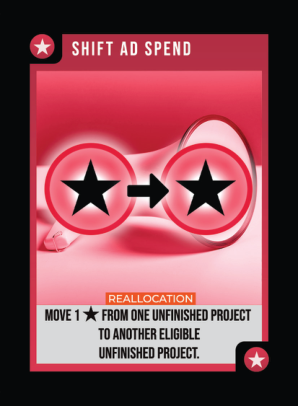 SHIFT AD SPEND
REALLOCATION
MOVE 1 ★ FROM ONE UNFINISHED PROJECT
TO ANOTHER ELIGIBLE
UNFINISHED PROJECT.